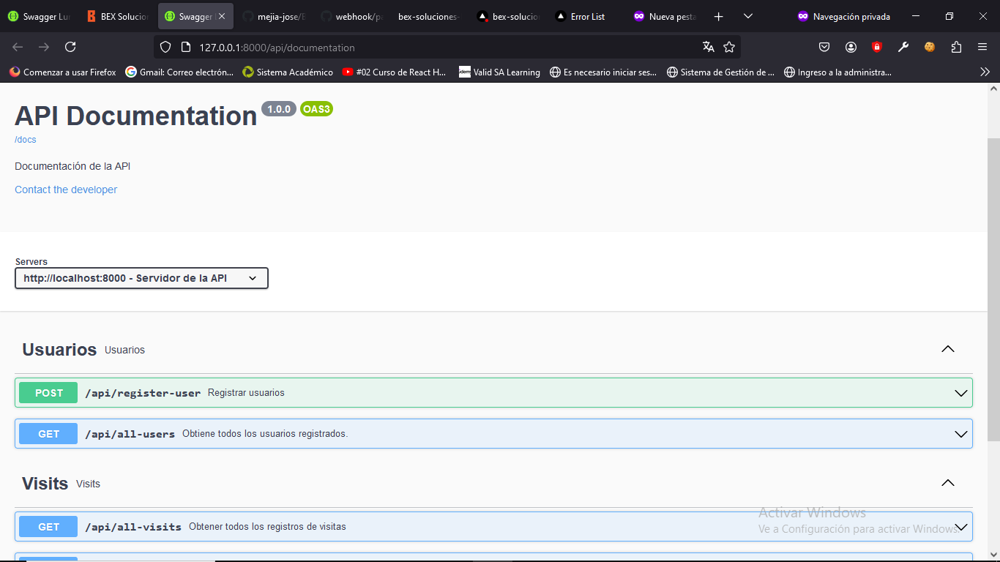 Swagger Lu
BEX Solucion
Swagger
mejia-jose/
webhook/pa
bex-soluciones-
bex-solucio
Error List
Nueva pesta
Navegación privada
127.0.0.1:8000/api/documentation
Comenzar a usar Firefox
Gmail: Correo electrón...
Sistema Académico
#02 Curso de React H...
Valid SA Learning
Es necesario iniciar ses...
Sistema de Gestión de ...
Ingreso a la administra...
API Documentation 1.0.0 OAS3
/docs
Documentación de la API
Contact the developer
Servers
http://localhost:8000 - Servidor de la API
Usuarios Usuarios
POST /api/register-user Registrar usuarios
GET /api/all-users Obtiene todos los usuarios registrados.
Visits Visits
GET /api/all-visits Obtener todos los registros de visitas
Activar Windows
Ve a Configuración para activar Windows.